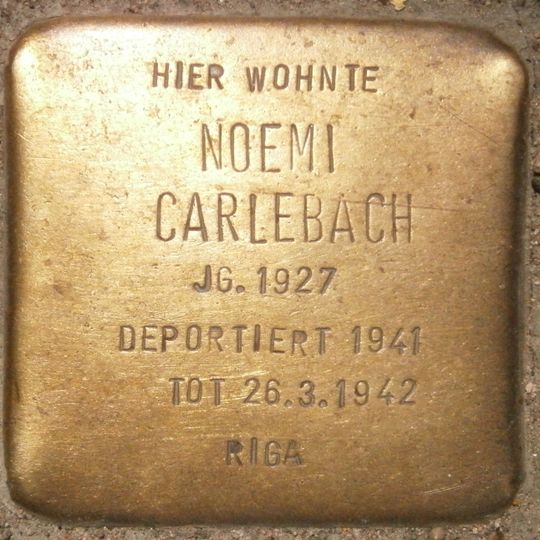 HIER WOHNTE
NOEMI
CARLEBACH
JG. 1927
DEPORTIERT 1941
TOT 26.3.1942
RIGA